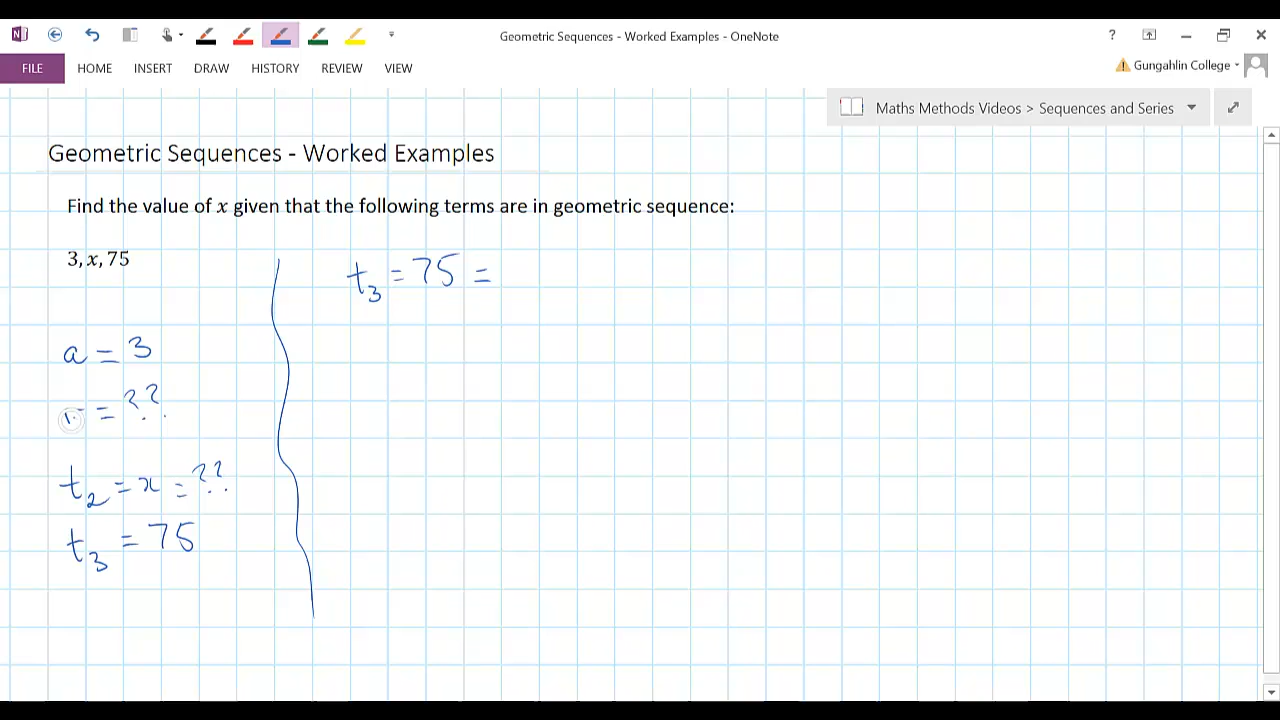 Geometric Sequences - Worked Examples - OneNote
?
FILE HOME INSERT DRAW HISTORY REVIEW VIEW
Gungahlin College
Maths Methods Videos > Sequences and Series
Geometric Sequences - Worked Examples
Find the value of x given that the following terms are in geometric sequence:
3, x, 75
a = 3
r = ??
t₂ = x = ??
t₃ = 75
t₃ = 75 =